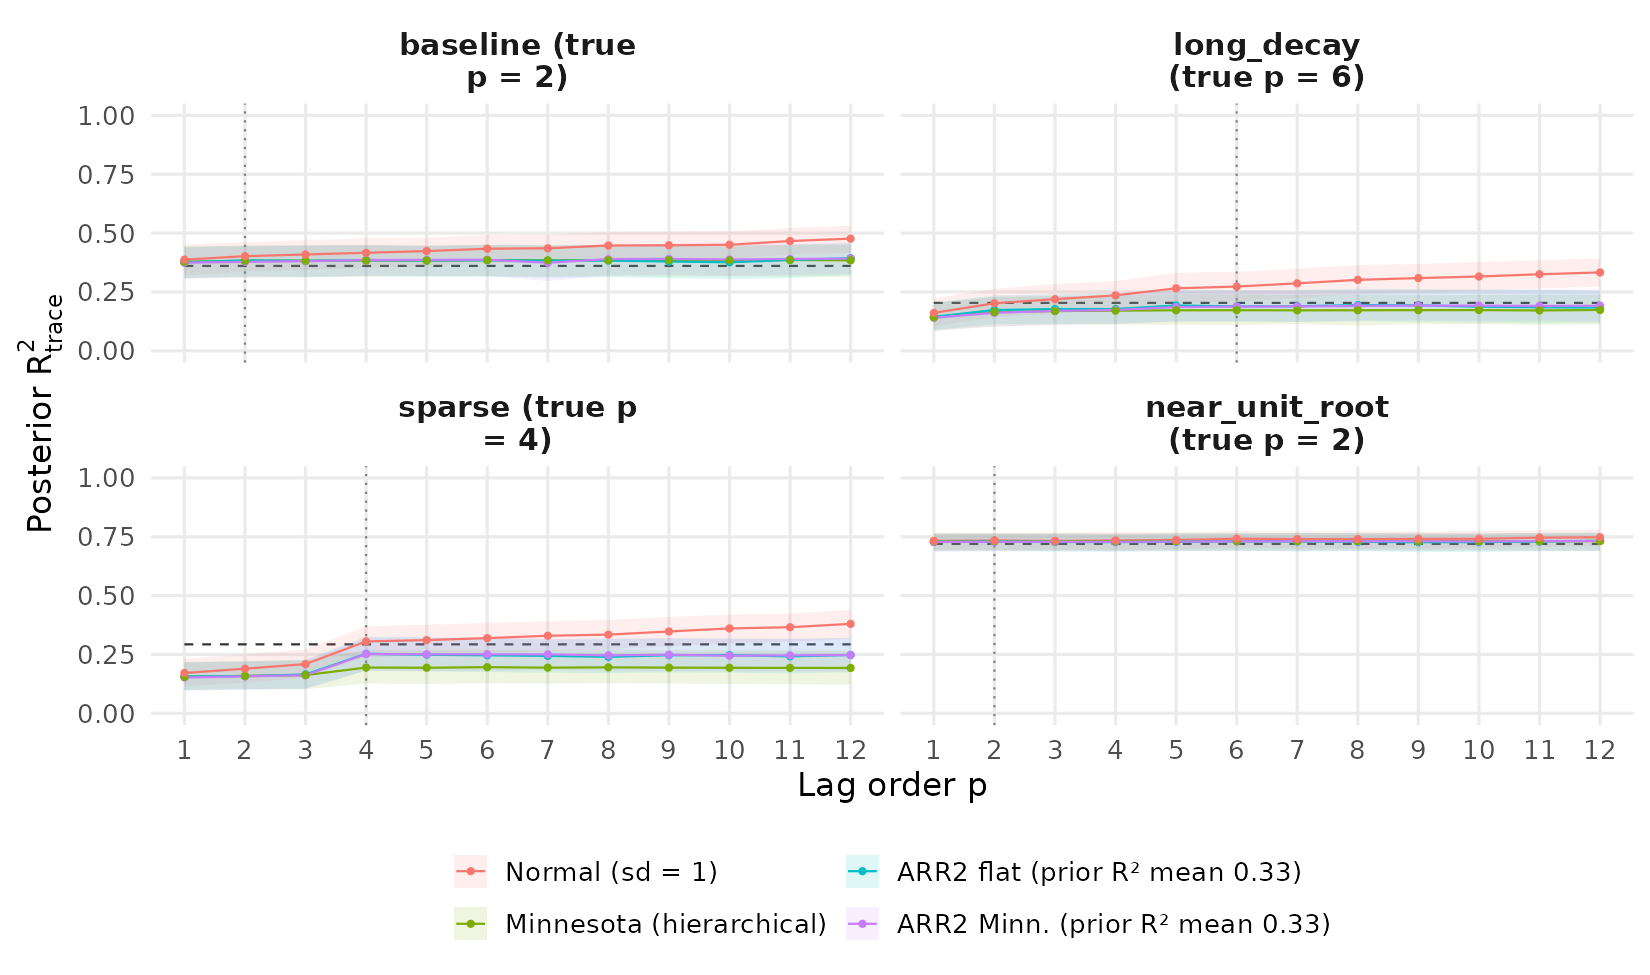 baseline (true
p = 2)
long_decay
(true p = 6)
1.00
0.75
0.50
0.25
0.00
sparse (true p
= 4)
near_unit_root
(true p = 2)
1.00
0.75
0.50
0.25
0.00
Posterior R²trace
1 2 3 4 5 6 7 8 9 10 11 12
1 2 3 4 5 6 7 8 9 10 11 12
Lag order p
Normal (sd = 1)
Minnesota (hierarchical)
ARR2 flat (prior R² mean 0.33)
ARR2 Minn. (prior R² mean 0.33)